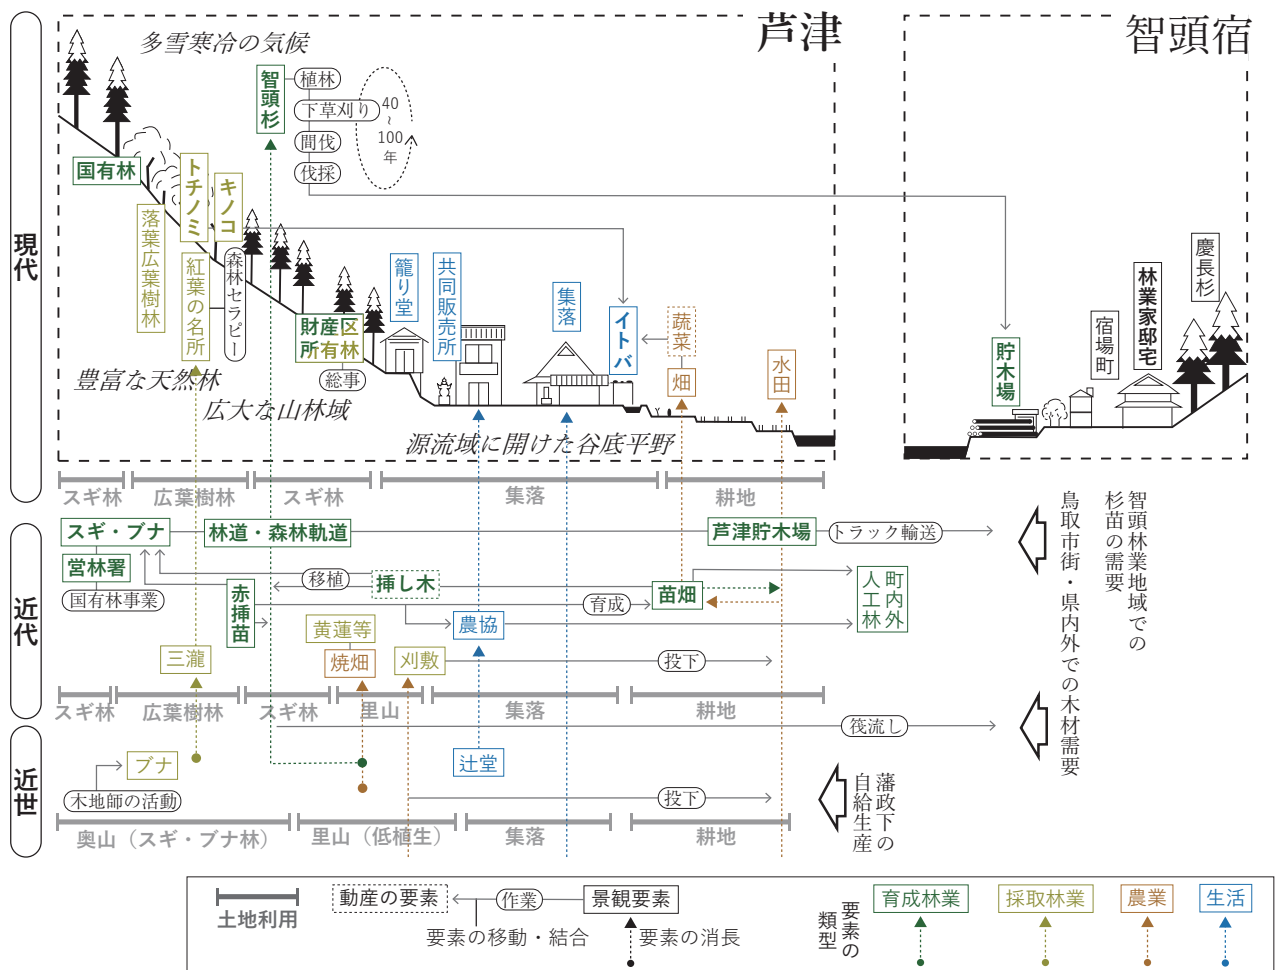 現代
芦津
智頭宿
多雪寒冷の気候
智頭杉
植林
下草刈り
間伐
伐採
40
～
100
年
国有林
トチノミ
キノコ
落葉広葉樹林
紅葉の名所
森林セラピー
豊富な天然林
広大な山林域
源流域に開けた谷底平野
財産区
所有林
総事
籠り堂
共同販売所
集落
イトバ
蔬菜
畑
水田
貯木場
宿場町
林業家邸宅
慶長杉
スギ林
広葉樹林
スギ林
集落
耕地
近代
スギ・ブナ
林道・森林軌道
芦津貯木場
トラック輸送
営林署
国有林事業
移植
挿し木
赤挿苗
育成
苗畑
町内外
人工林
黄蓮等
焼畑
農協
三瀧
刈敷
投下
智頭林業地域での
杉苗の需要
鳥取市街・県内外での木材需要
スギ林
広葉樹林
スギ林
里山
集落
耕地
近世
筏流し
ブナ
木地師の活動
辻堂
投下
藩政下の
自給生産
奥山（スギ・ブナ林）
里山（低植生）
集落
耕地
土地利用
動産の要素
作業
景観要素
要素の移動・結合
要素の消長
要素の
類型
育成林業
採取林業
農業
生活